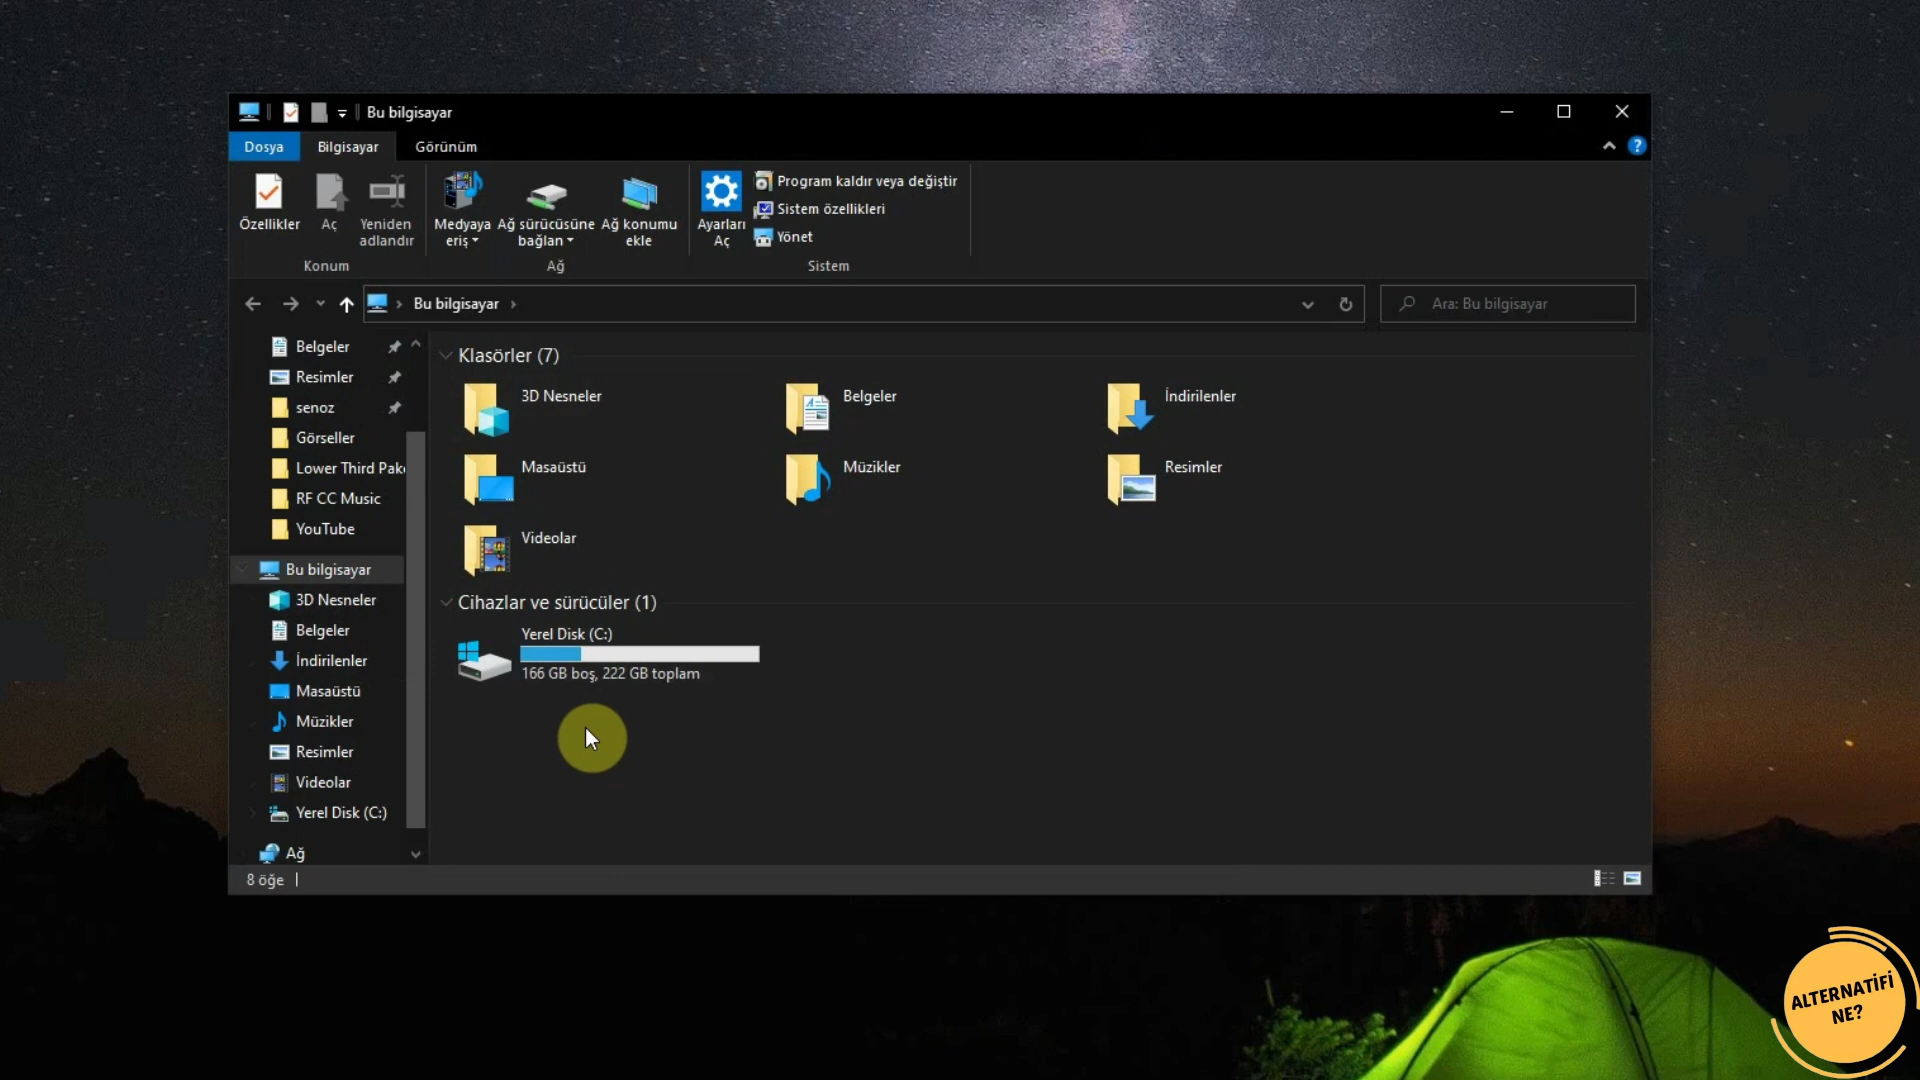 Bu bilgisayar
Dosya
Bilgisayar
Görünüm
?
Özellikler
Aç
Yeniden
adlandır
Konum
Medyaya
eriş
Ağ sürücüsüne
bağlan
Ağ konumu
ekle
Ağ
Ayarları
Aç
Program kaldır veya değiştir
Sistem özellikleri
Yönet
Sistem
Bu bilgisayar
Ara: Bu bilgisayar
Belgeler
Resimler
senoz
Görseller
Lower Third Pak
RF CC Music
YouTube
Bu bilgisayar
3D Nesneler
Belgeler
İndirilenler
Masaüstü
Müzikler
Resimler
Videolar
Yerel Disk (C:)
Ağ
Klasörler (7)
3D Nesneler
Belgeler
İndirilenler
Masaüstü
Müzikler
Resimler
Videolar
Cihazlar ve sürücüler (1)
Yerel Disk (C:)
166 GB boş, 222 GB toplam
8 öğe
ALTERNATİFİ
NE?